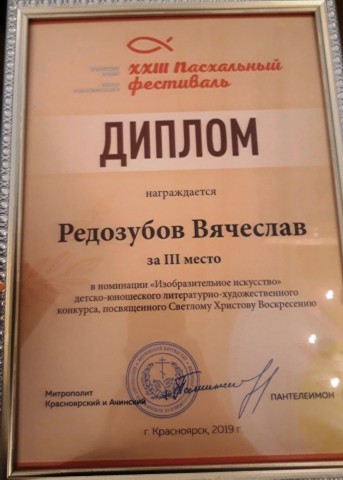 XXIII Пасхальный
фестиваль
ДИПЛОМ
награждается
Редозубов Вячеслав
за III место
в номинации «Изобразительное искусство»
детско-юношеского литературно-художественного
конкурса, посвященного Светлому Христову Воскресению
Митрополит
Красноярский и Ачинский
ПАНТЕЛЕИМОН
г. Красноярск, 2019 г.